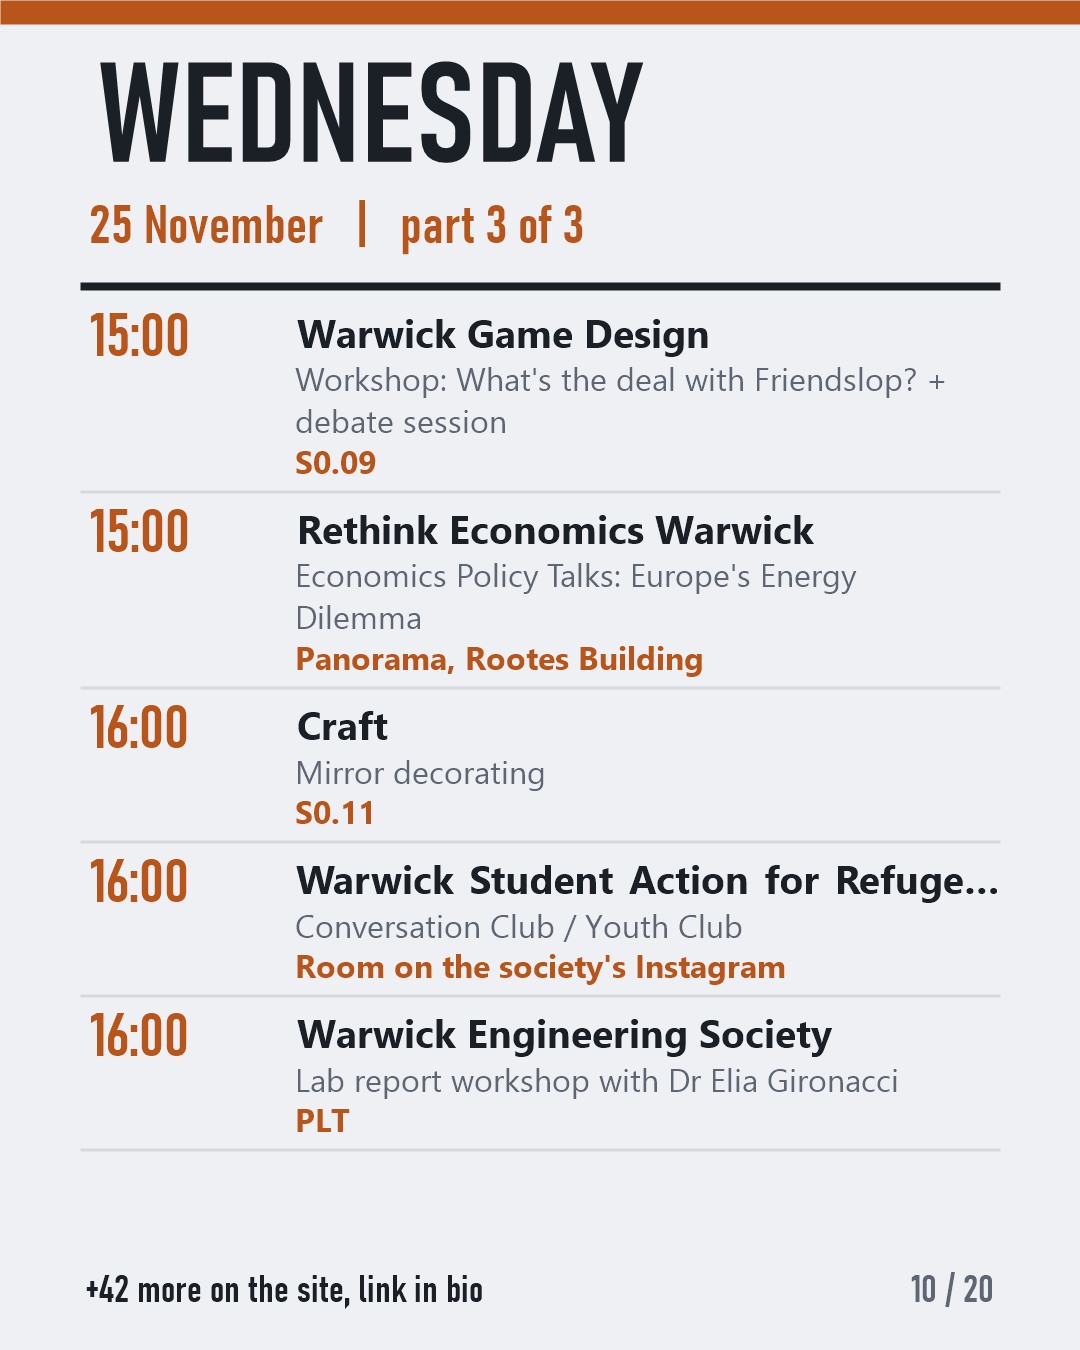 WEDNESDAY
25 November | part 3 of 3
15:00
Warwick Game Design
Workshop: What's the deal with Friendslop? +
debate session
S0.09
15:00
Rethink Economics Warwick
Economics Policy Talks: Europe's Energy
Dilemma
Panorama, Rootes Building
16:00
Craft
Mirror decorating
S0.11
16:00
Warwick Student Action for Refuge...
Conversation Club / Youth Club
Room on the society's Instagram
16:00
Warwick Engineering Society
Lab report workshop with Dr Elia Gironacci
PLT
+42 more on the site, link in bio
10 / 20